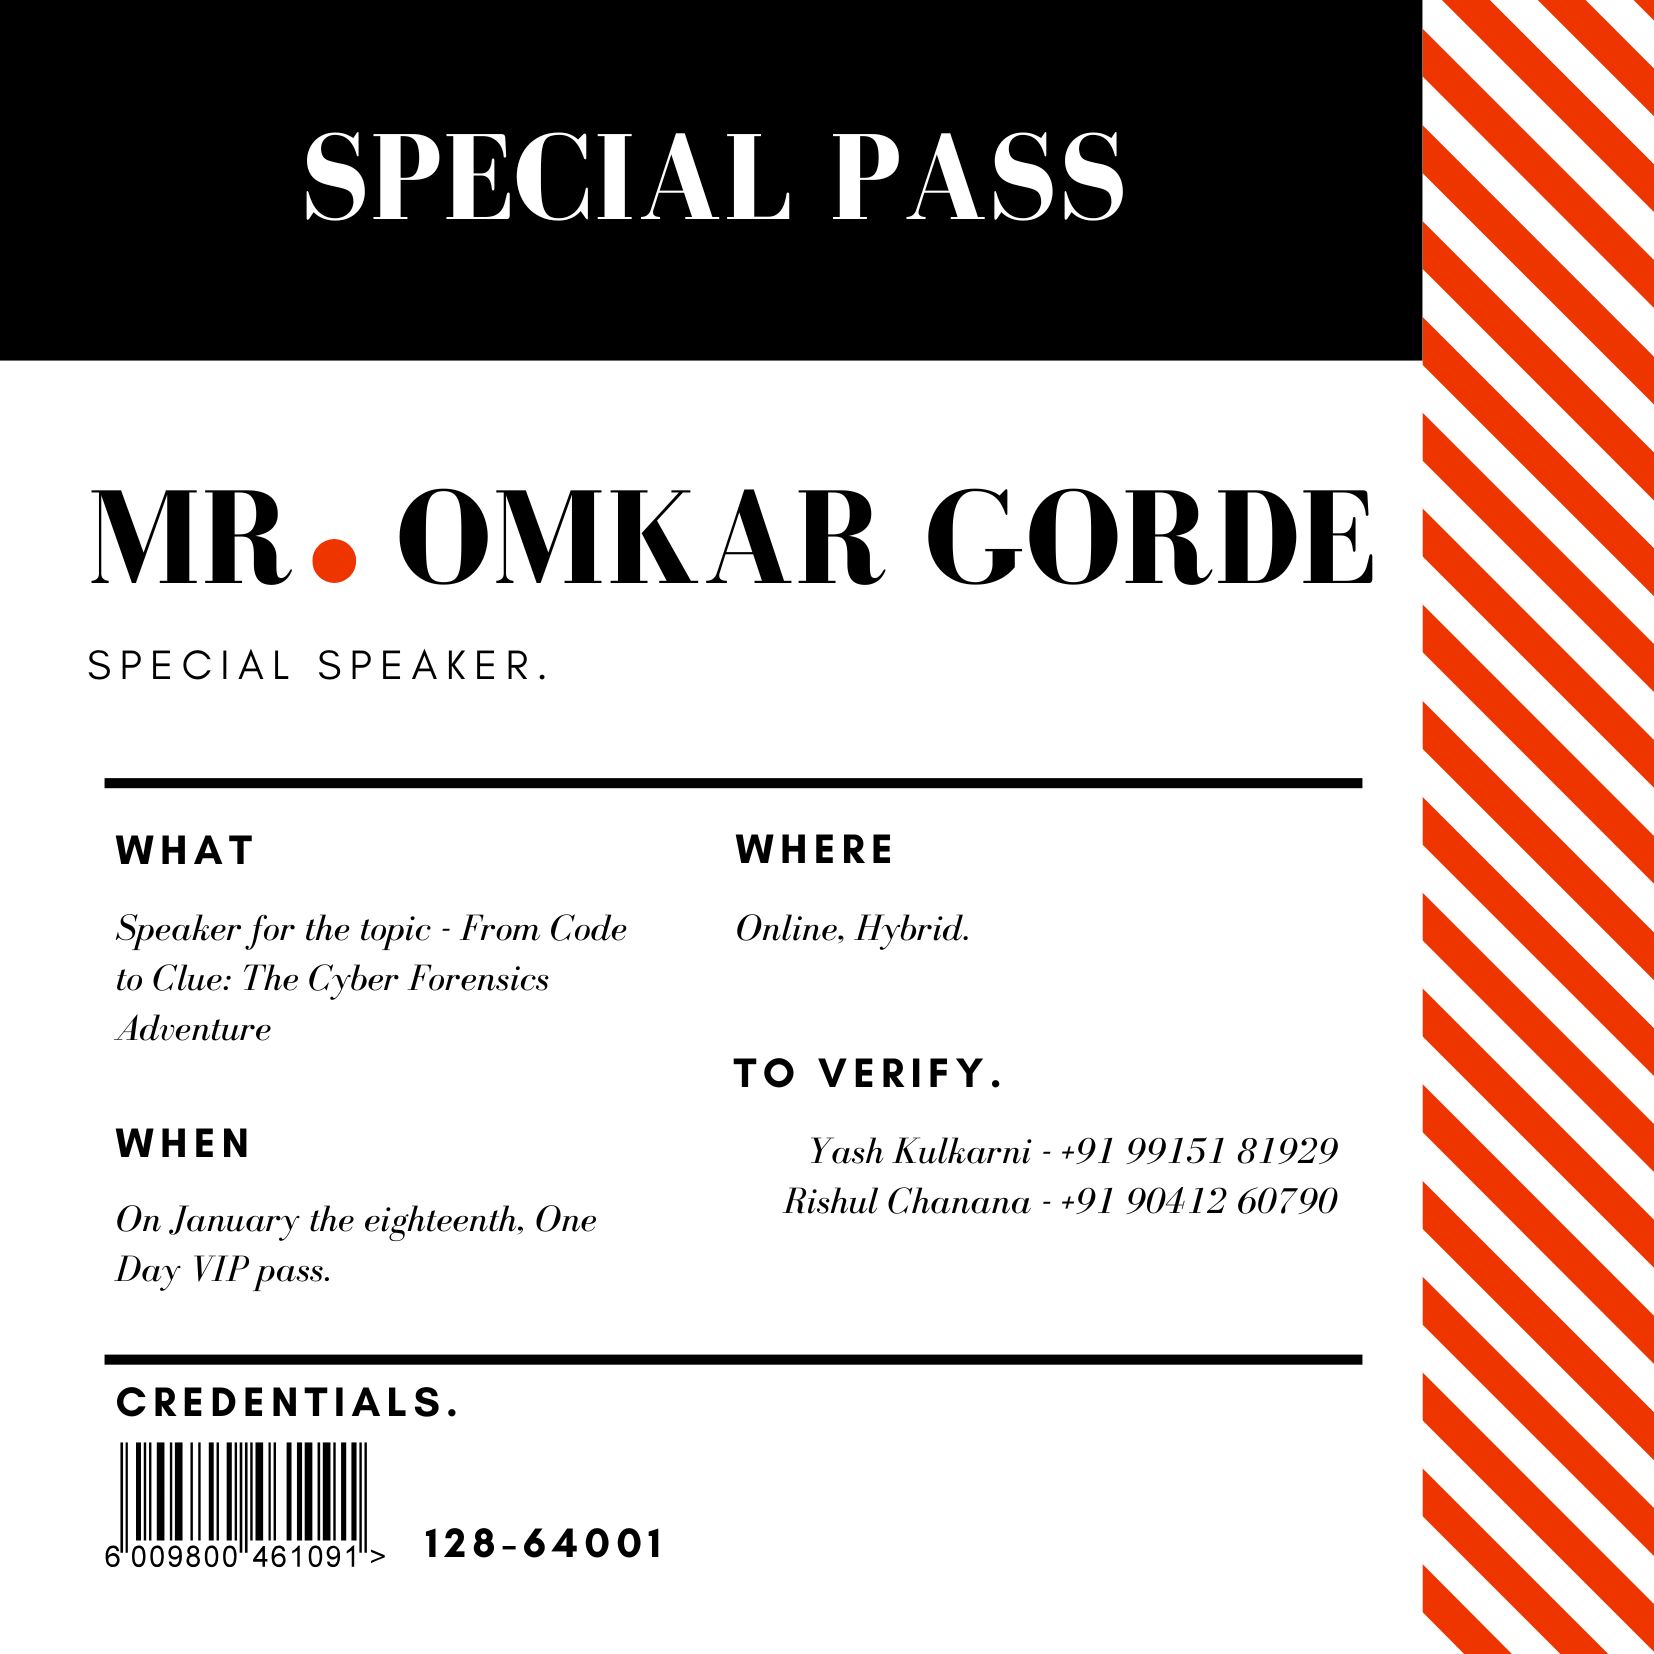 SPECIAL PASS
MR. OMKAR GORDE
SPECIAL SPEAKER.
WHAT
Speaker for the topic - From Code
to Clue: The Cyber Forensics
Adventure
WHEN
On January the eighteenth, One
Day VIP pass.
WHERE
Online, Hybrid.
TO VERIFY.
Yash Kulkarni - +91 99151 81929
Rishul Chanana - +91 90412 60790
CREDENTIALS.
6 009800 461091 >
128-64001